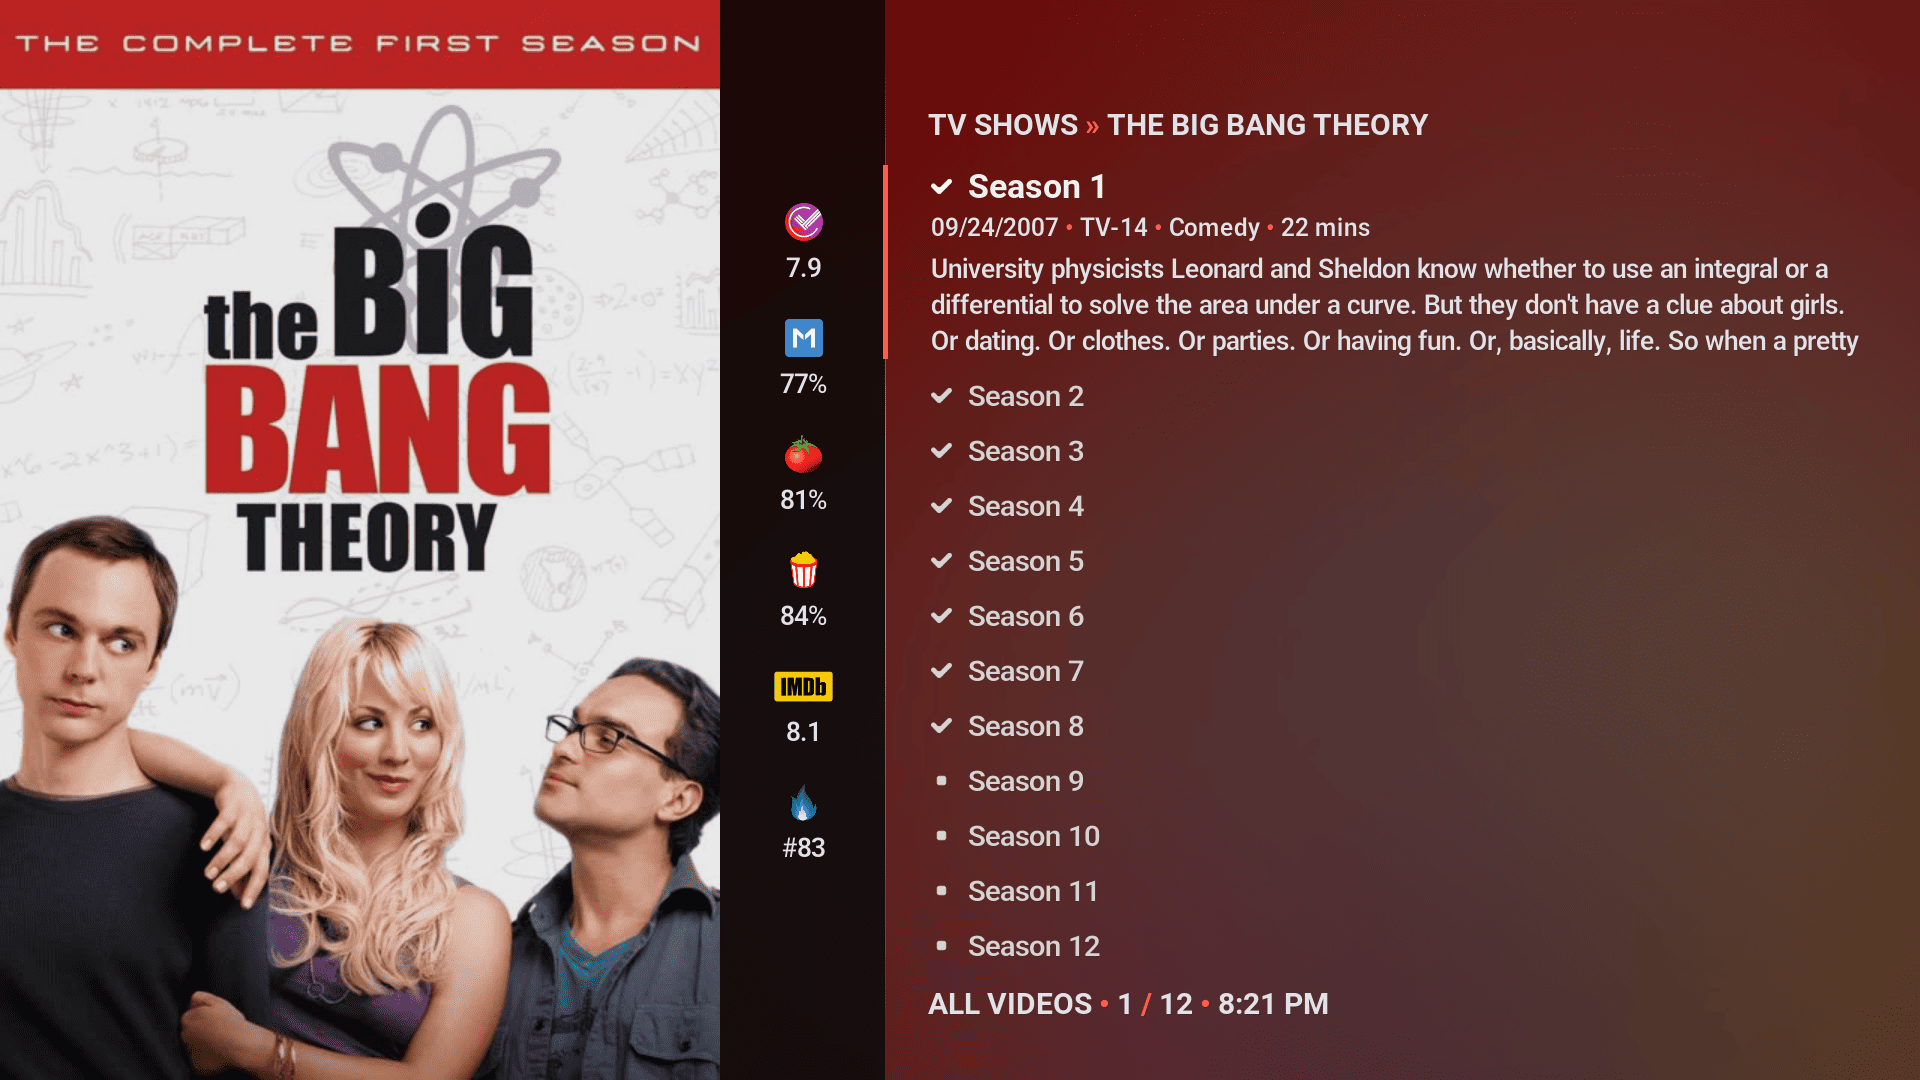 THE COMPLETE FIRST SEASON
the BiG
BANG
THEORY
7.9
M
77%
81%
84%
IMDb
8.1
#83
TV SHOWS » THE BIG BANG THEORY
Season 1
09/24/2007 • TV-14 • Comedy • 22 mins
University physicists Leonard and Sheldon know whether to use an integral or a
differential to solve the area under a curve. But they don't have a clue about girls.
Or dating. Or clothes. Or parties. Or having fun. Or, basically, life. So when a pretty
Season 2
Season 3
Season 4
Season 5
Season 6
Season 7
Season 8
Season 9
Season 10
Season 11
Season 12
ALL VIDEOS • 1 / 12 • 8:21 PM